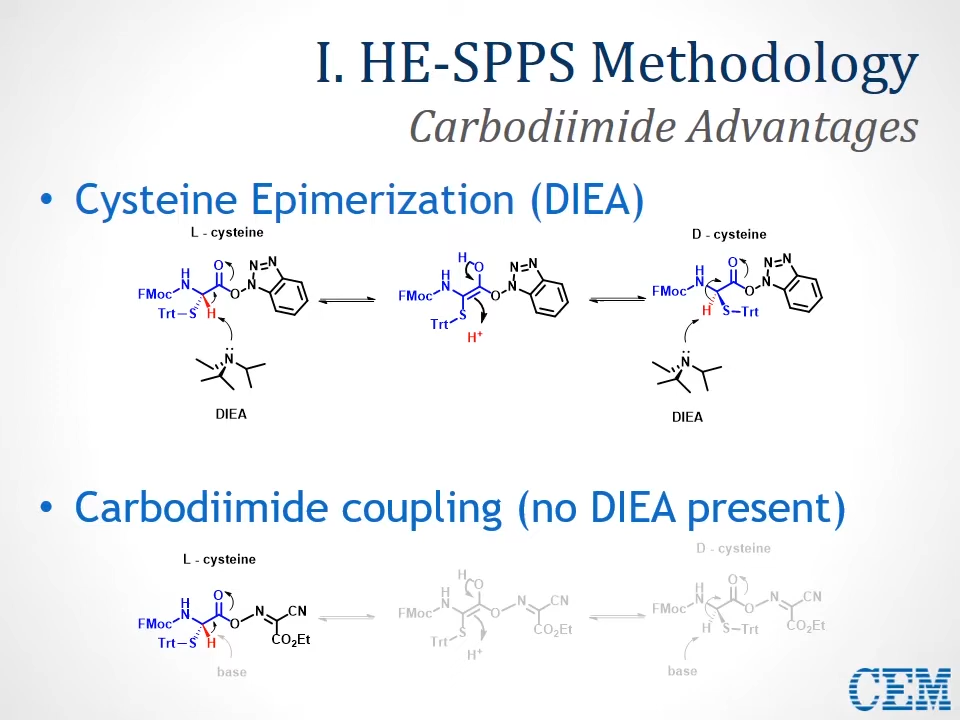 I. HE-SPPS Methodology
Carbodiimide Advantages
• Cysteine Epimerization (DIEA)
L - cysteine
D - cysteine
H
N
FMoc
O
O
N
N=N
Trt-S
H
N
DIEA
H
O
H
N
FMoc
O
N
N=N
S
Trt
H+
H
N
FMoc
O
O
N
N=N
H
S-Trt
N
DIEA
• Carbodiimide coupling (no DIEA present)
L - cysteine
D - cysteine
H
N
FMoc
O
O
N
CN
CO2Et
Trt-S
H
base
H
O
H
N
FMoc
O
N
CN
CO2Et
S
Trt
H+
H
N
FMoc
O
O
N
CN
CO2Et
H
S-Trt
base
CEM